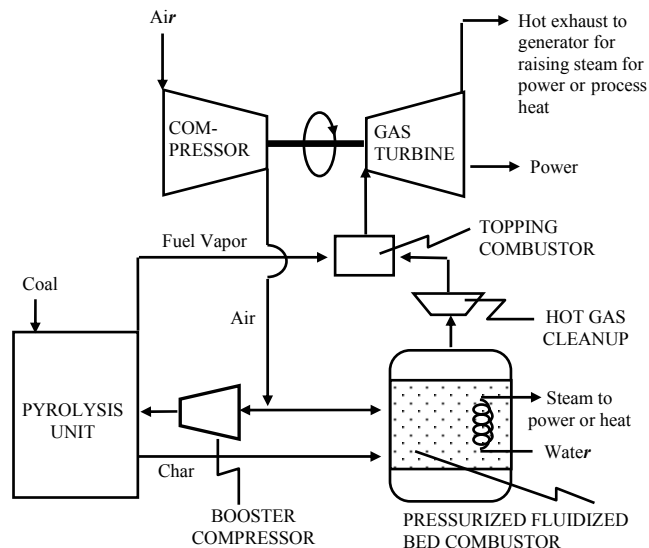 Air
Hot exhaust to
generator for
raising steam for
power or process
heat
COM-
PRESSOR
GAS
TURBINE
Power
TOPPING
COMBUSTOR
Fuel Vapor
Coal
Air
HOT GAS
CLEANUP
PYROLYSIS
UNIT
Steam to
power or heat
Water
Char
BOOSTER
COMPRESSOR
PRESSURIZED FLUIDIZED
BED COMBUSTOR